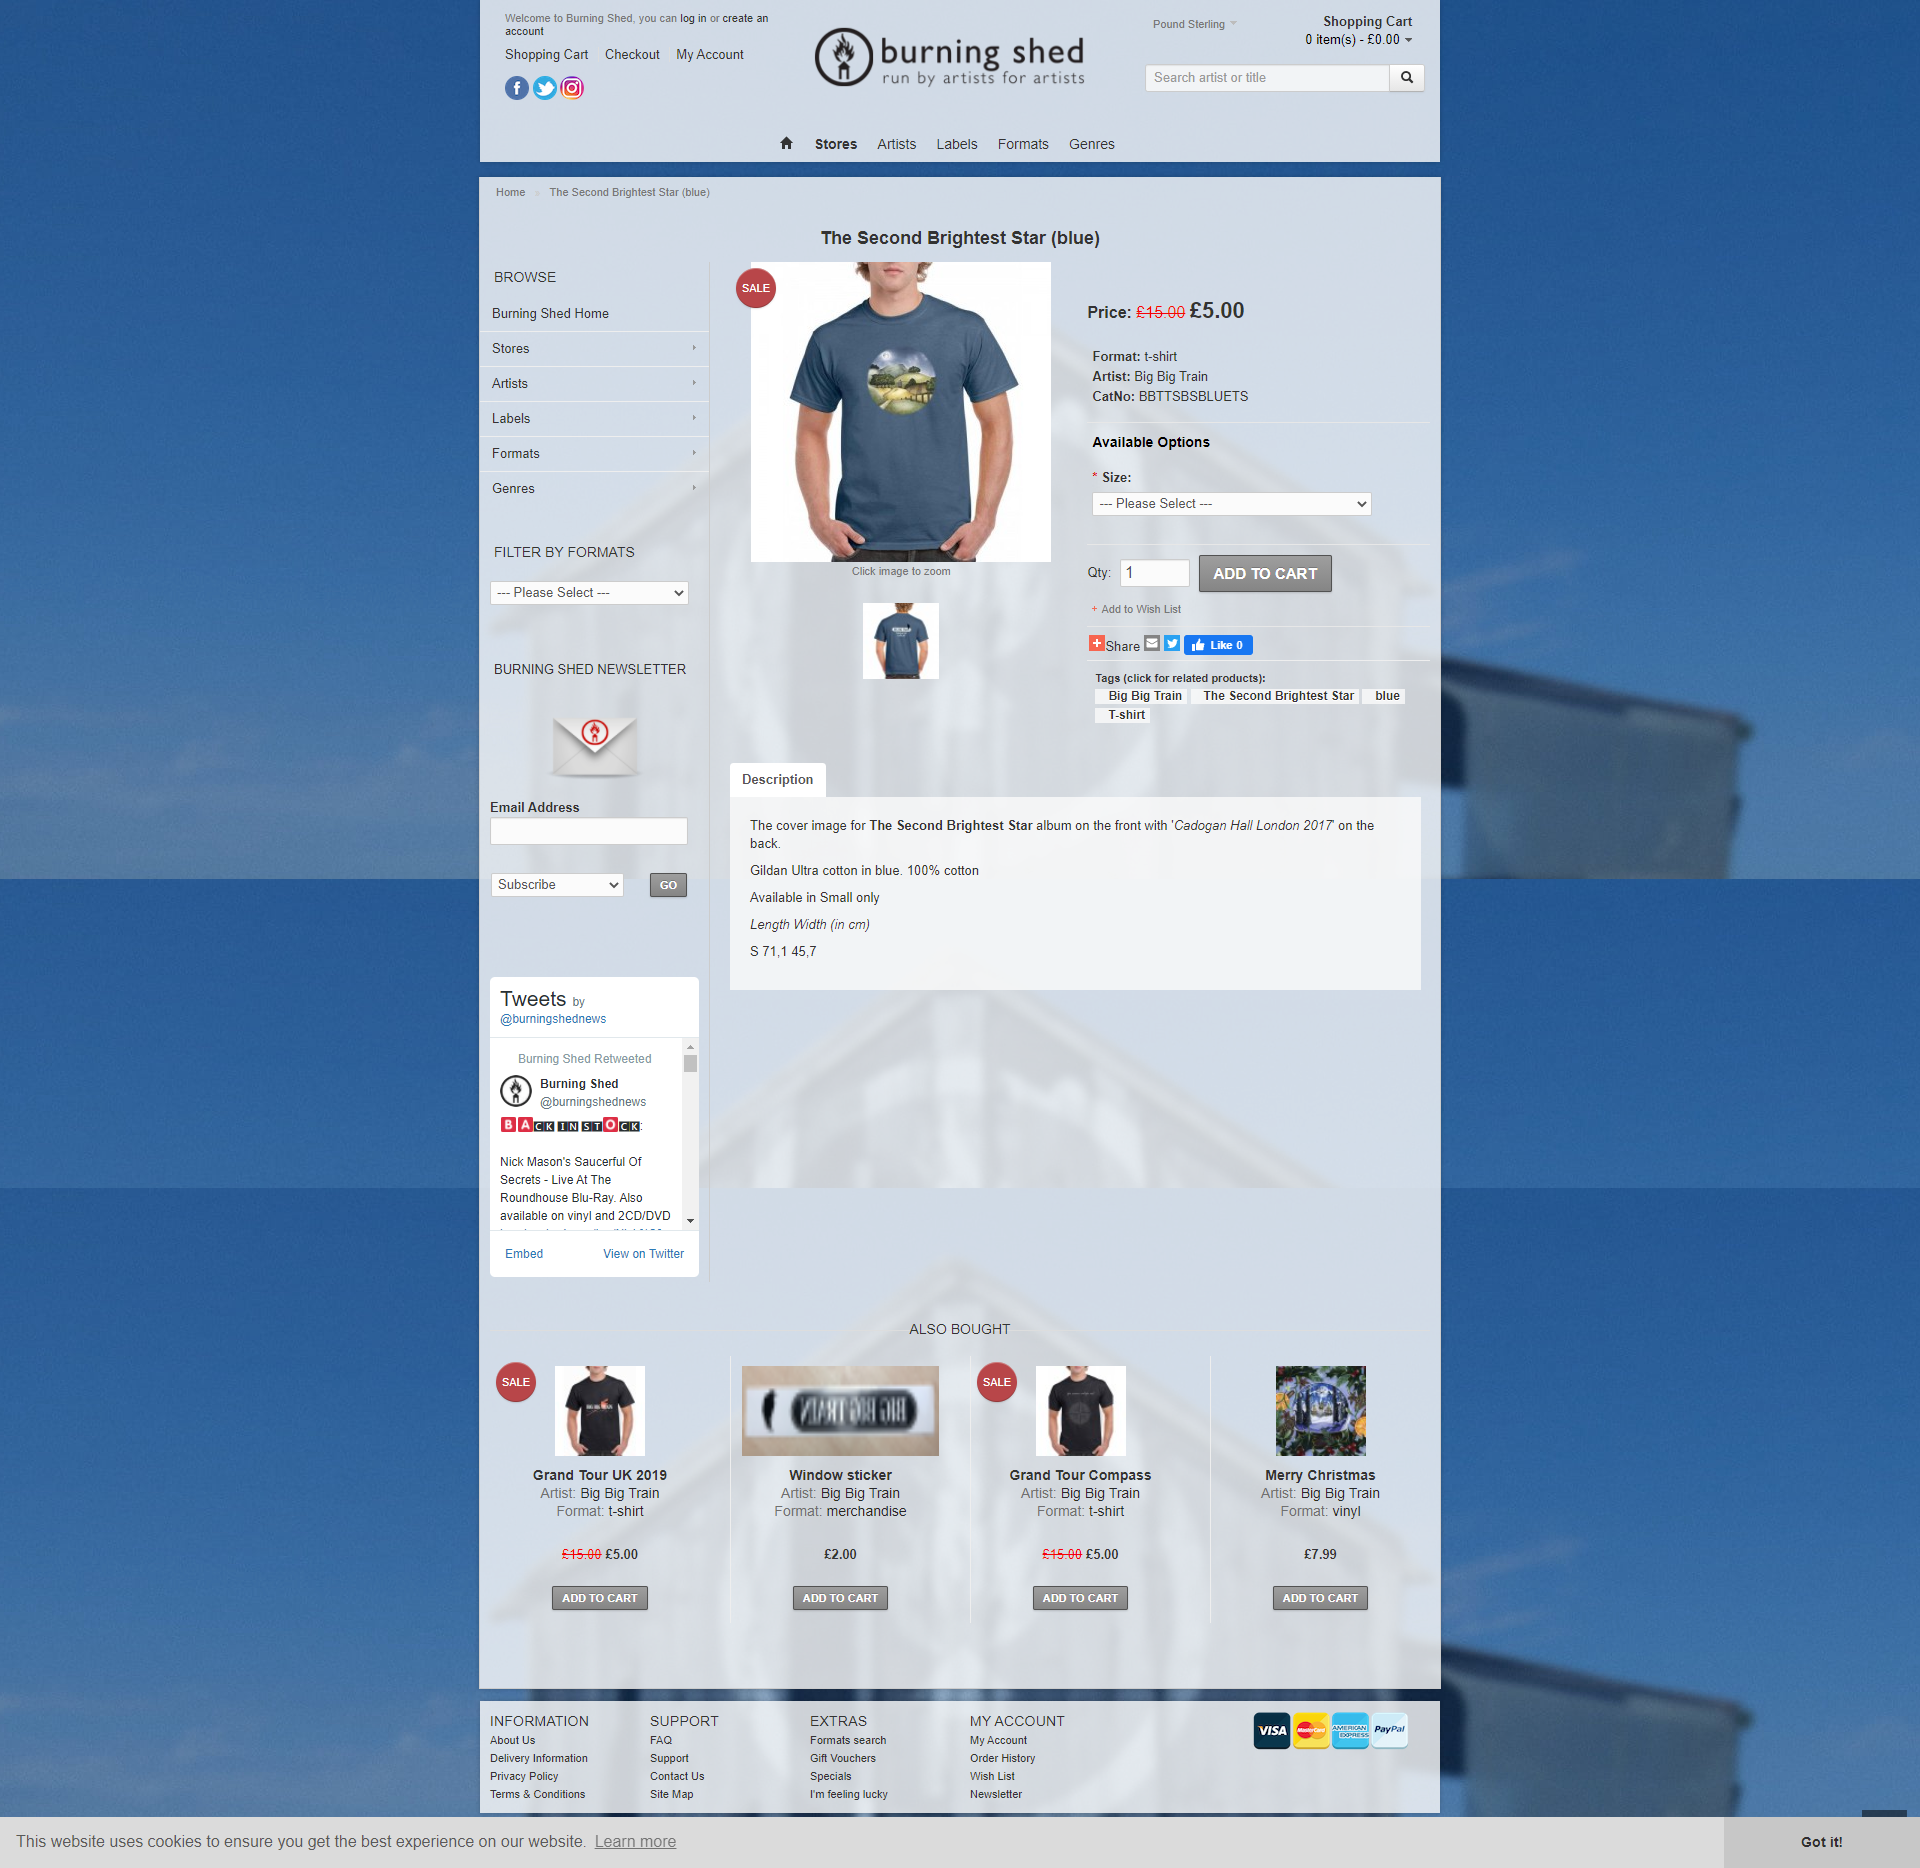 Welcome to Burning Shed, you can log in or create an
account
Shopping Cart Checkout My Account
burning shed
run by artists for artists
Pound Sterling
Shopping Cart
0 item(s) - £0.00
Search artist or title
Stores Artists Labels Formats Genres
Home » The Second Brightest Star (blue)
The Second Brightest Star (blue)
BROWSE
Burning Shed Home
Stores
Artists
Labels
Formats
Genres
FILTER BY FORMATS
--- Please Select ---
BURNING SHED NEWSLETTER
Email Address
Subscribe GO
Tweets by
@burningshednews
Burning Shed Retweeted
Burning Shed
@burningshednews
BACK IN STOCK:
Nick Mason's Saucerful Of
Secrets - Live At The
Roundhouse Blu-Ray. Also
available on vinyl and 2CD/DVD
Embed View on Twitter
SALE
Click image to zoom
Price: £15.00 £5.00
Format: t-shirt
Artist: Big Big Train
CatNo: BBTTSBSBLUETS
Available Options
* Size:
--- Please Select ---
Qty: 1 ADD TO CART
+ Add to Wish List
Share Like 0
Tags (click for related products):
Big Big Train The Second Brightest Star blue
T-shirt
Description
The cover image for The Second Brightest Star album on the front with 'Cadogan Hall London 2017' on the
back.
Gildan Ultra cotton in blue. 100% cotton
Available in Small only
Length Width (in cm)
S 71,1 45,7
ALSO BOUGHT
SALE
Grand Tour UK 2019
Artist: Big Big Train
Format: t-shirt
£15.00 £5.00
ADD TO CART
BIG BIG TRAIN
Window sticker
Artist: Big Big Train
Format: merchandise
£2.00
ADD TO CART
SALE
Grand Tour Compass
Artist: Big Big Train
Format: t-shirt
£15.00 £5.00
ADD TO CART
Merry Christmas
Artist: Big Big Train
Format: vinyl
£7.99
ADD TO CART
INFORMATION
About Us
Delivery Information
Privacy Policy
Terms & Conditions
SUPPORT
FAQ
Support
Contact Us
Site Map
EXTRAS
Formats search
Gift Vouchers
Specials
I'm feeling lucky
MY ACCOUNT
My Account
Order History
Wish List
Newsletter
VISA MasterCard AMERICAN EXPRESS PayPal
This website uses cookies to ensure you get the best experience on our website. Learn more
Got it!